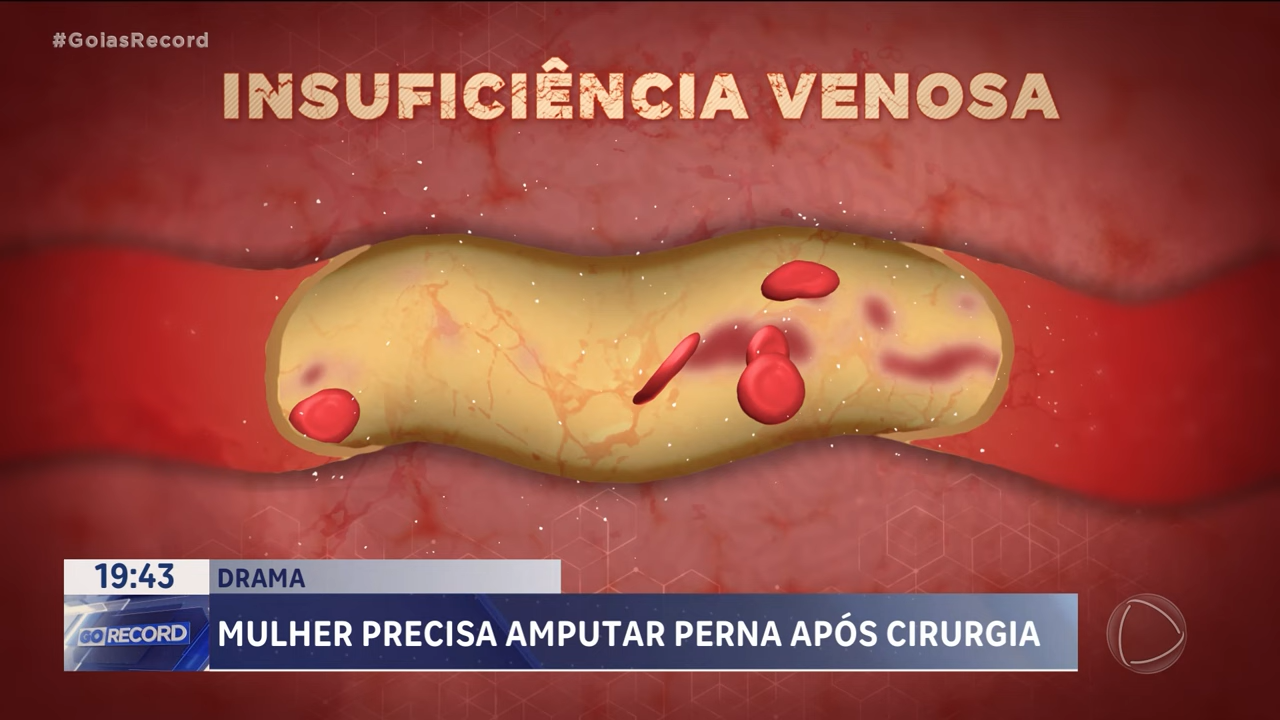 #GoiasRecord
INSUFICIÊNCIA VENOSA
19:43
DRAMA
GO RECORD
MULHER PRECISA AMPUTAR PERNA APÓS CIRURGIA